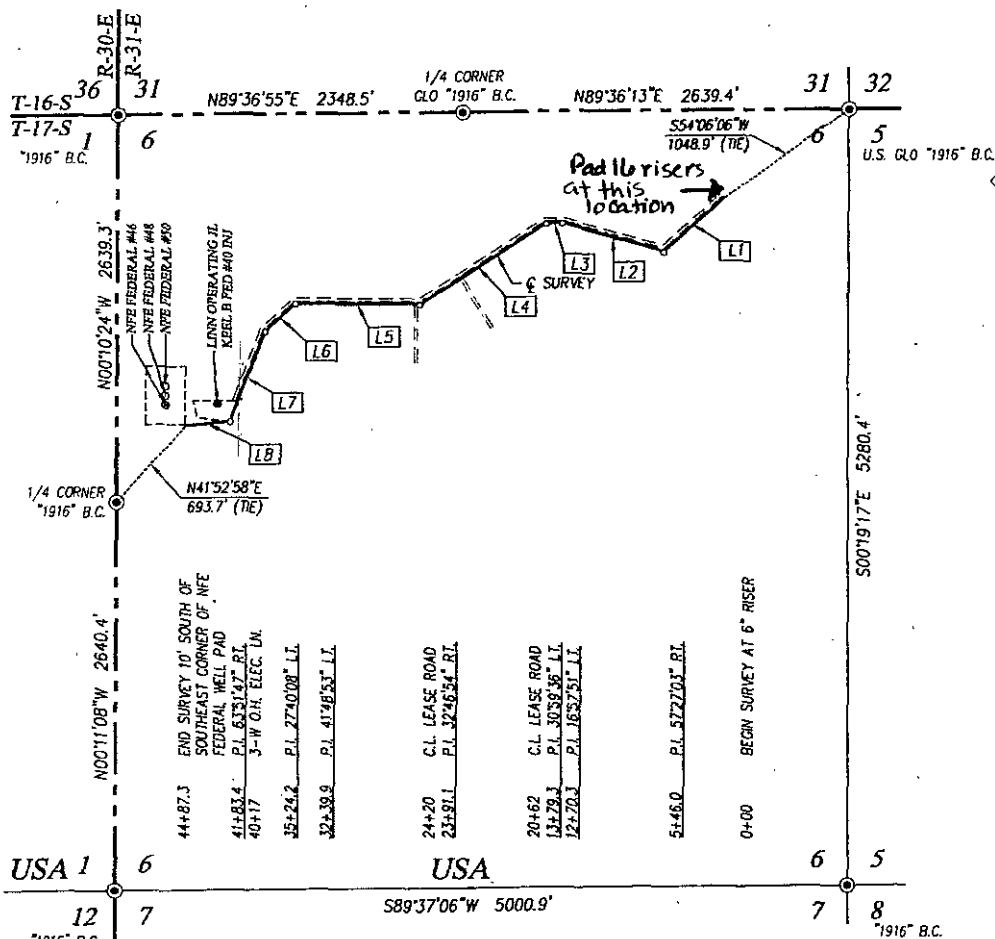 R-30-E
R-31-E
T-16-S
T-17-S
36
31
1
6
"1916" B.C.
N89°36'55"E 2348.5'
1/4 CORNER
GLO "1916" B.C.
N89°36'13"E 2639.4'
31
32
6
5
U.S. GLO "1916" B.C.
S54°06'06"W
1048.9' (TIE)
Pad 16 risers
at this
location
L1
L2
L3
L4
℄ SURVEY
L5
L6
L7
L8
N00°10'24"W 2639.3'
NFE FEDERAL #46
NFE FEDERAL #48
NFE FEDERAL #50
LINN OPERATING IL
KEEL B FED #40 INJ
N41°52'58"E
693.7' (TIE)
1/4 CORNER
"1916" B.C.
S00°19'17"E 5280.4'
N00°11'08"W 2640.4'
44+87.3 END SURVEY 10' SOUTH OF
SOUTHEAST CORNER OF NFE
FEDERAL WELL PAD
41+83.4 P.I. 63°51'47" RT.
40+17 3-W O.H. ELEC. LN.
35+24.2 P.I. 27°40'08" LT.
32+39.9 P.I. 41°48'53" LT.
24+20 C.L. LEASE ROAD
23+91.1 P.I. 32°46'54" RT.
20+62 C.L. LEASE ROAD
13+79.3 P.I. 30°59'36" LT.
12+70.3 P.I. 16°57'51" LT.
5+46.0 P.I. 57°27'03" RT.
0+00 BEGIN SURVEY AT 6" RISER
USA 1
6
USA
6
5
12
7
S89°37'06"W 5000.9'
7
8
"1916" B.C.
"1916" B.C.